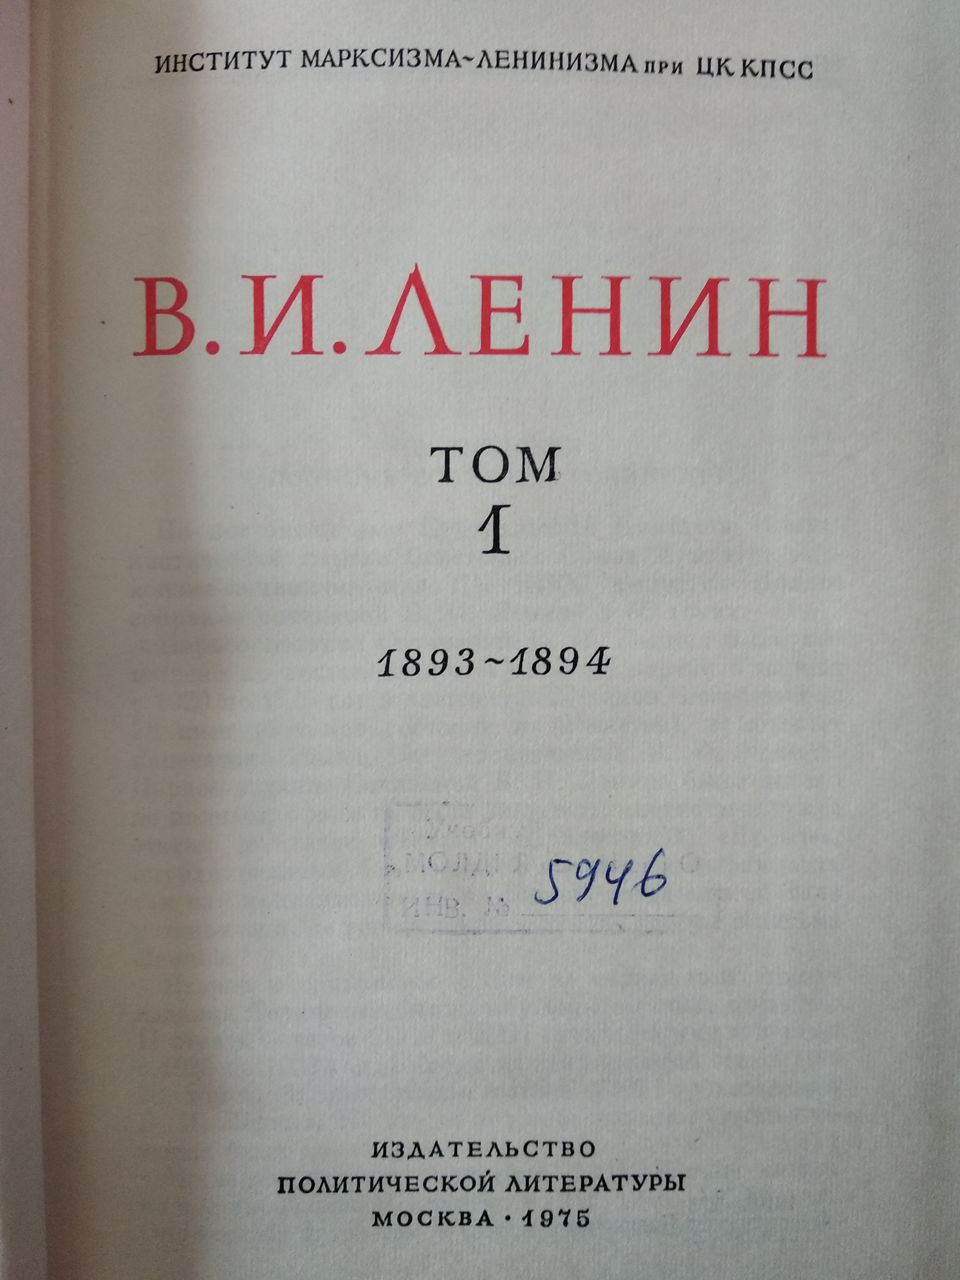 ИНСТИТУТ МАРКСИЗМА~ЛЕНИНИЗМА при ЦК КПСС
В. И. ЛЕНИН
ТОМ
1
1893~1894
ИНВ. № 5946
ИЗДАТЕЛЬСТВО
ПОЛИТИЧЕСКОЙ ЛИТЕРАТУРЫ
МОСКВА · 1975